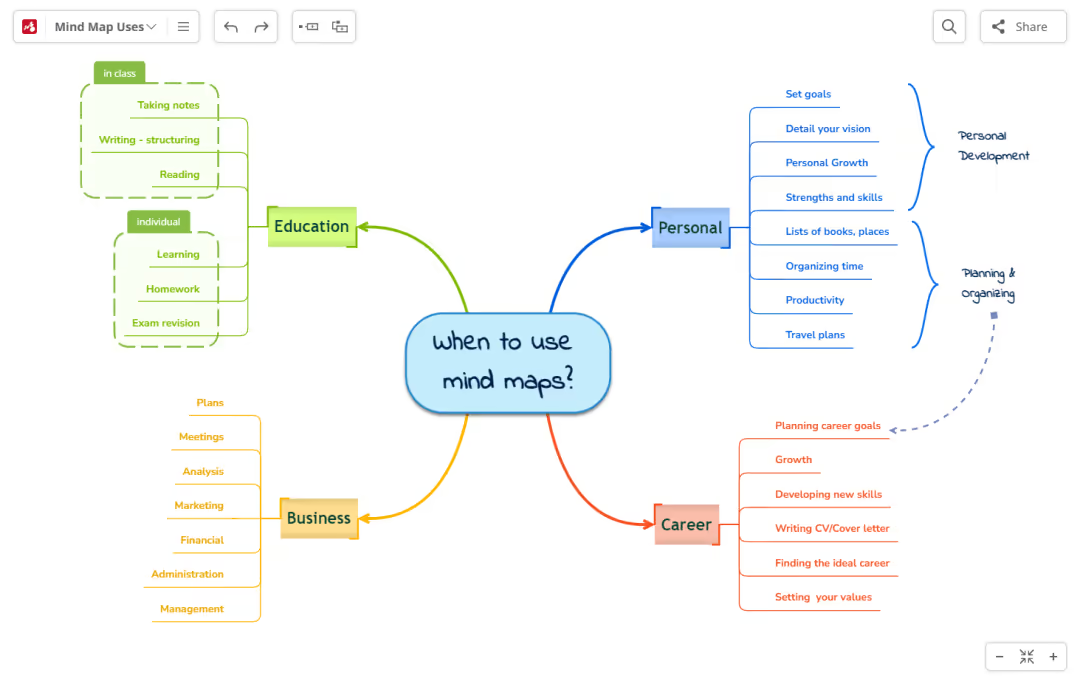 Mind Map Uses
Share
in class
Taking notes
Writing - structuring
Reading
individual
Learning
Homework
Exam revision
Education
Set goals
Detail your vision
Personal Growth
Strengths and skills
Lists of books, places
Organizing time
Productivity
Travel plans
Personal
Personal
Development
Planning &
Organizing
When to use
mind maps?
Plans
Meetings
Analysis
Marketing
Financial
Administration
Management
Business
Planning career goals
Growth
Developing new skills
Writing CV/Cover letter
Finding the ideal career
Setting  your values
Career